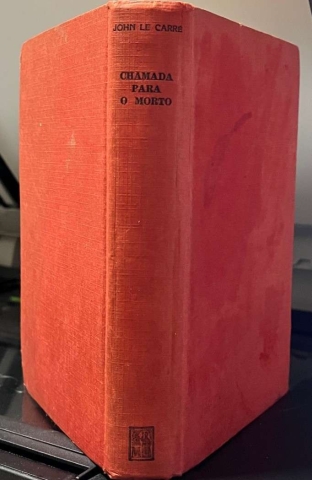 JOHN LE CARRE
CHAMADA
PARA
O MORTO